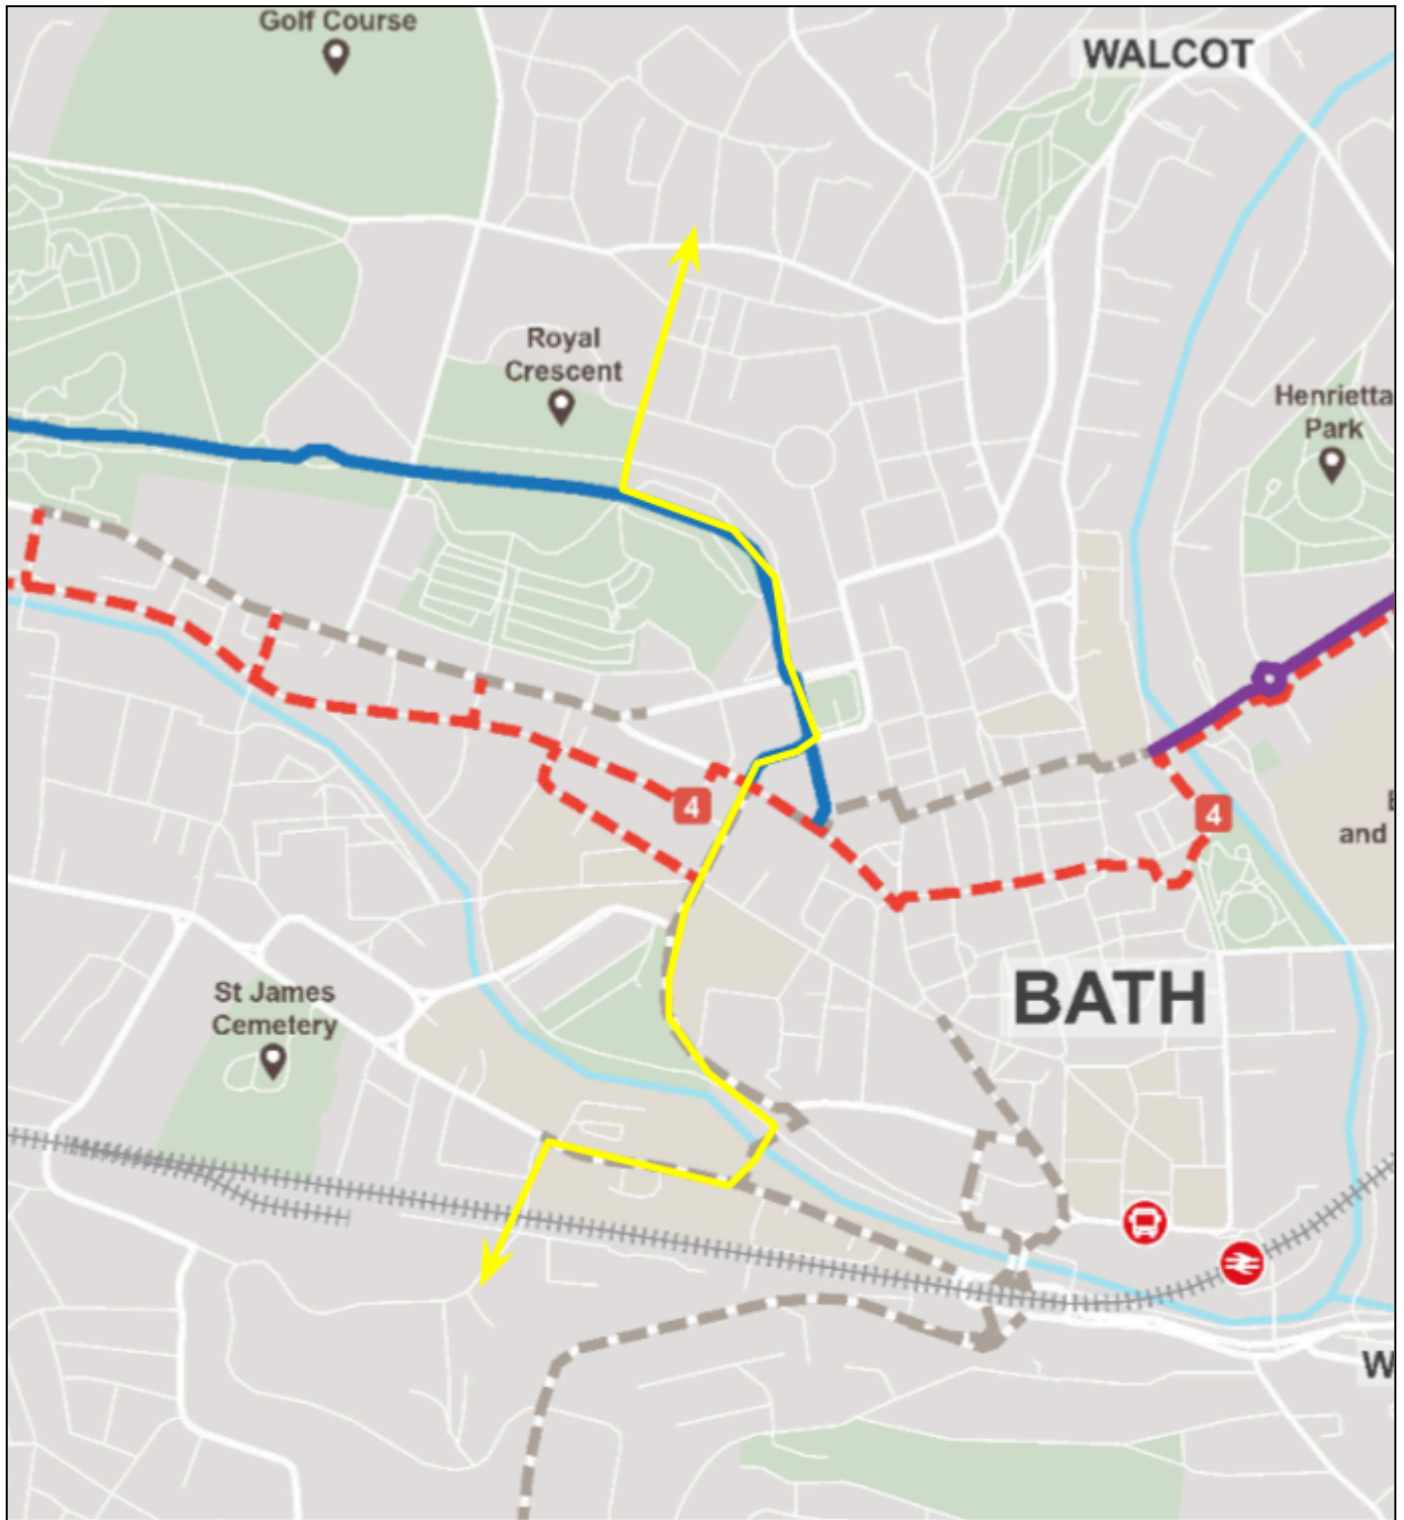 Golf Course
WALCOT
Royal
Crescent
Henrietta
Park
4
4
and
BATH
St James
Cemetery
W